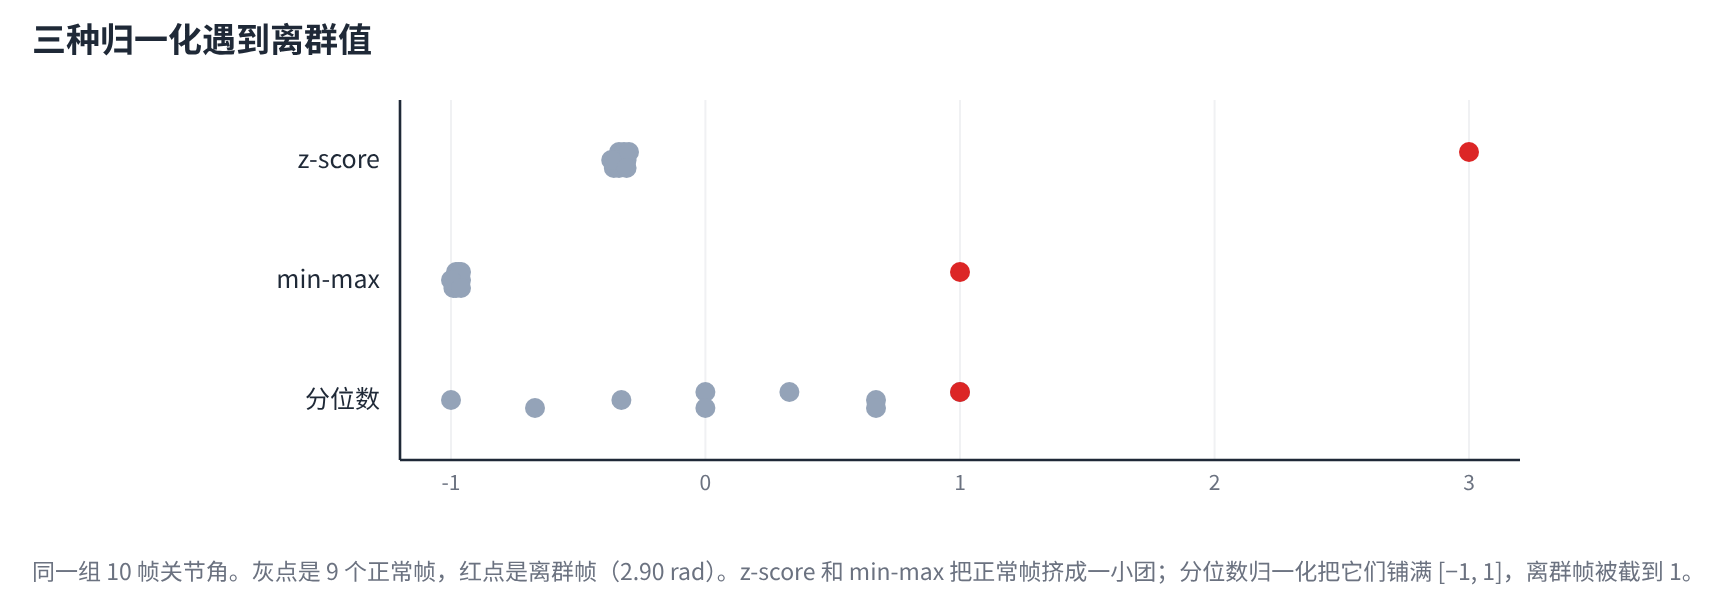 三种归一化遇到离群值
z-score
min-max
分位数
-1 0 1 2 3
同一组 10 帧关节角。灰点是 9 个正常帧，红点是离群帧（2.90 rad）。z-score 和 min-max 把正常帧挤成一小团；分位数归一化把它们铺满 [−1, 1]，离群帧被截到 1。